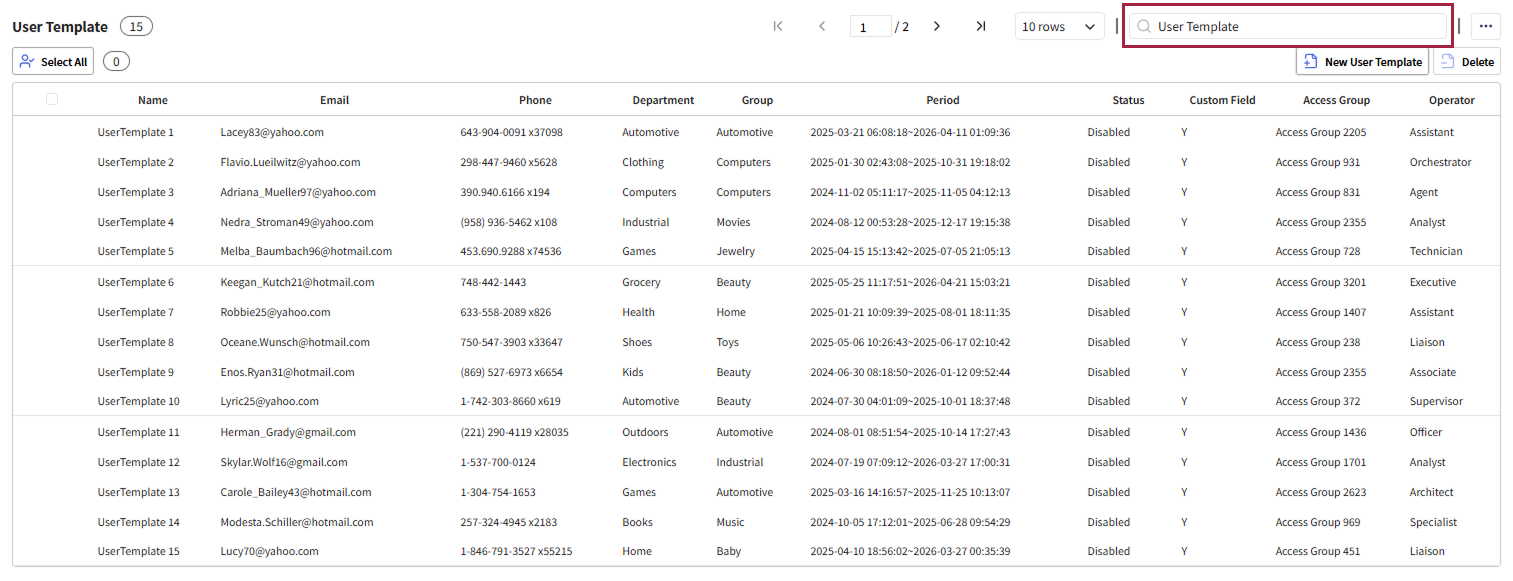 User Template 15 1 / 2 10 rows User Template ...
Select All 0 New User Template Delete
Name Email Phone Department Group Period Status Custom Field Access Group Operator
UserTemplate 1 Lacey83@yahoo.com 643-904-0091 x37098 Automotive Automotive 2025-03-21 06:08:18~2026-04-11 01:09:36 Disabled Y Access Group 2205 Assistant
UserTemplate 2 Flavio.Lueilwitz@yahoo.com 298-447-9460 x5628 Clothing Computers 2025-01-30 02:43:08~2025-10-31 19:18:02 Disabled Y Access Group 931 Orchestrator
UserTemplate 3 Adriana_Mueller97@yahoo.com 390.940.6166 x194 Computers Computers 2024-11-02 05:11:17~2025-11-05 04:12:13 Disabled Y Access Group 831 Agent
UserTemplate 4 Nedra_Stroman49@yahoo.com (958) 936-5462 x108 Industrial Movies 2024-08-12 00:53:28~2025-12-17 19:15:38 Disabled Y Access Group 2355 Analyst
UserTemplate 5 Melba_Baumbach96@hotmail.com 453.690.9288 x74536 Games Jewelry 2025-04-15 15:13:42~2025-07-05 21:05:13 Disabled Y Access Group 728 Technician
UserTemplate 6 Keegan_Kutch21@hotmail.com 748-442-1443 Grocery Beauty 2025-05-25 11:17:51~2026-04-21 15:03:21 Disabled Y Access Group 3201 Executive
UserTemplate 7 Robbie25@yahoo.com 633-558-2089 x826 Health Home 2025-01-21 10:09:39~2025-08-01 18:11:35 Disabled Y Access Group 1407 Assistant
UserTemplate 8 Oceane.Wunsch@hotmail.com 750-547-3903 x33647 Shoes Toys 2025-05-06 10:26:43~2025-06-17 02:10:42 Disabled Y Access Group 238 Liaison
UserTemplate 9 Enos.Ryan31@hotmail.com (869) 527-6973 x6654 Kids Beauty 2024-06-30 08:18:50~2026-01-12 09:52:44 Disabled Y Access Group 2355 Associate
UserTemplate 10 Lyric25@yahoo.com 1-742-303-8660 x619 Automotive Beauty 2024-07-30 04:01:09~2025-10-01 18:37:48 Disabled Y Access Group 372 Supervisor
UserTemplate 11 Herman_Grady@gmail.com (221) 290-4119 x28035 Outdoors Automotive 2024-08-01 08:51:54~2025-10-14 17:27:43 Disabled Y Access Group 1436 Officer
UserTemplate 12 Skylar.Wolf16@gmail.com 1-537-700-0124 Electronics Industrial 2024-07-19 07:09:12~2026-03-27 17:00:31 Disabled Y Access Group 1701 Analyst
UserTemplate 13 Carole_Bailey43@hotmail.com 1-304-754-1653 Games Automotive 2025-03-16 14:16:57~2025-11-25 10:13:07 Disabled Y Access Group 2623 Architect
UserTemplate 14 Modesta.Schiller@hotmail.com 257-324-4945 x2183 Books Music 2024-10-05 17:12:01~2025-06-28 09:54:29 Disabled Y Access Group 969 Specialist
UserTemplate 15 Lucy70@yahoo.com 1-846-791-3527 x55215 Home Baby 2025-04-10 18:56:02~2026-03-27 00:35:39 Disabled Y Access Group 451 Liaison